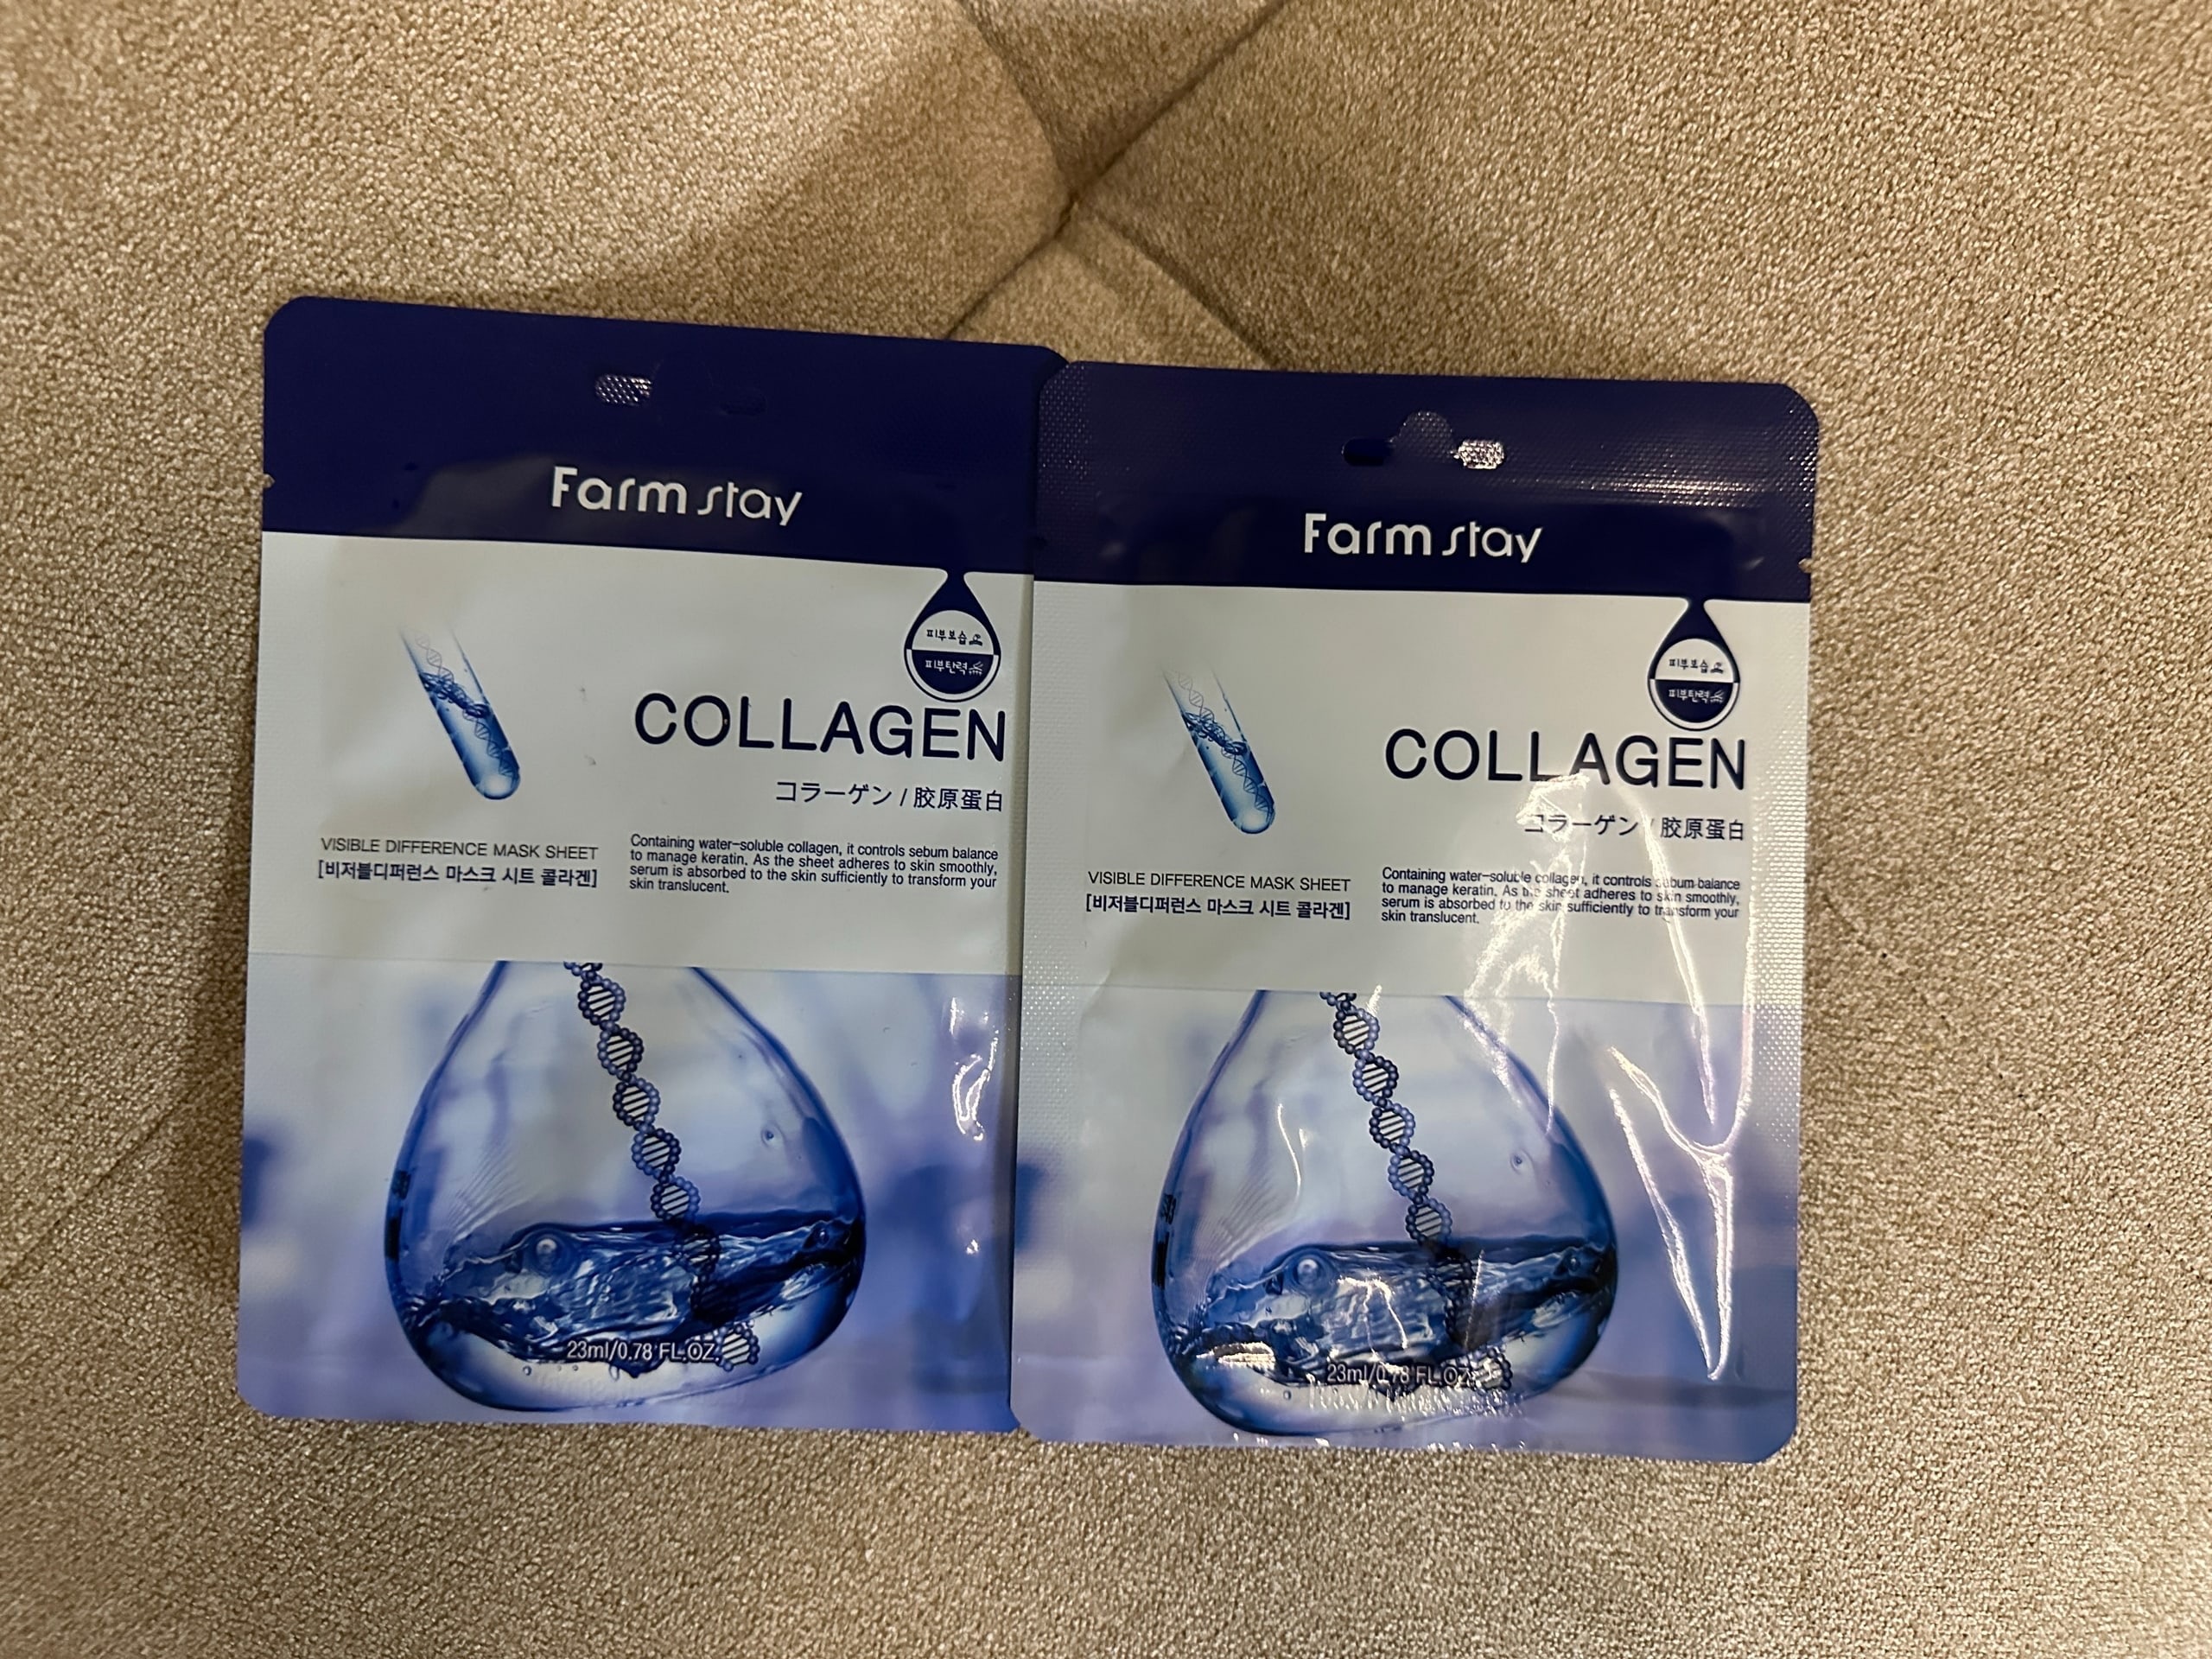 Farm stay
피부보습
피부탄력
COLLAGEN
コラーゲン / 胶原蛋白
VISIBLE DIFFERENCE MASK SHEET
[비저블디퍼런스 마스크 시트 콜라겐]
Containing water-soluble collagen, it controls sebum balance
to manage keratin. As the sheet adheres to skin smoothly,
serum is absorbed to the skin sufficiently to transform your
skin translucent.
23ml/0.78 FL.OZ.
Farm stay
피부보습
피부탄력
COLLAGEN
コラーゲン / 胶原蛋白
VISIBLE DIFFERENCE MASK SHEET
[비저블디퍼런스 마스크 시트 콜라겐]
Containing water-soluble collagen, it controls sebum balance
to manage keratin. As the sheet adheres to skin smoothly,
serum is absorbed to the skin sufficiently to transform your
skin translucent.
23ml/0.78 FL.OZ.